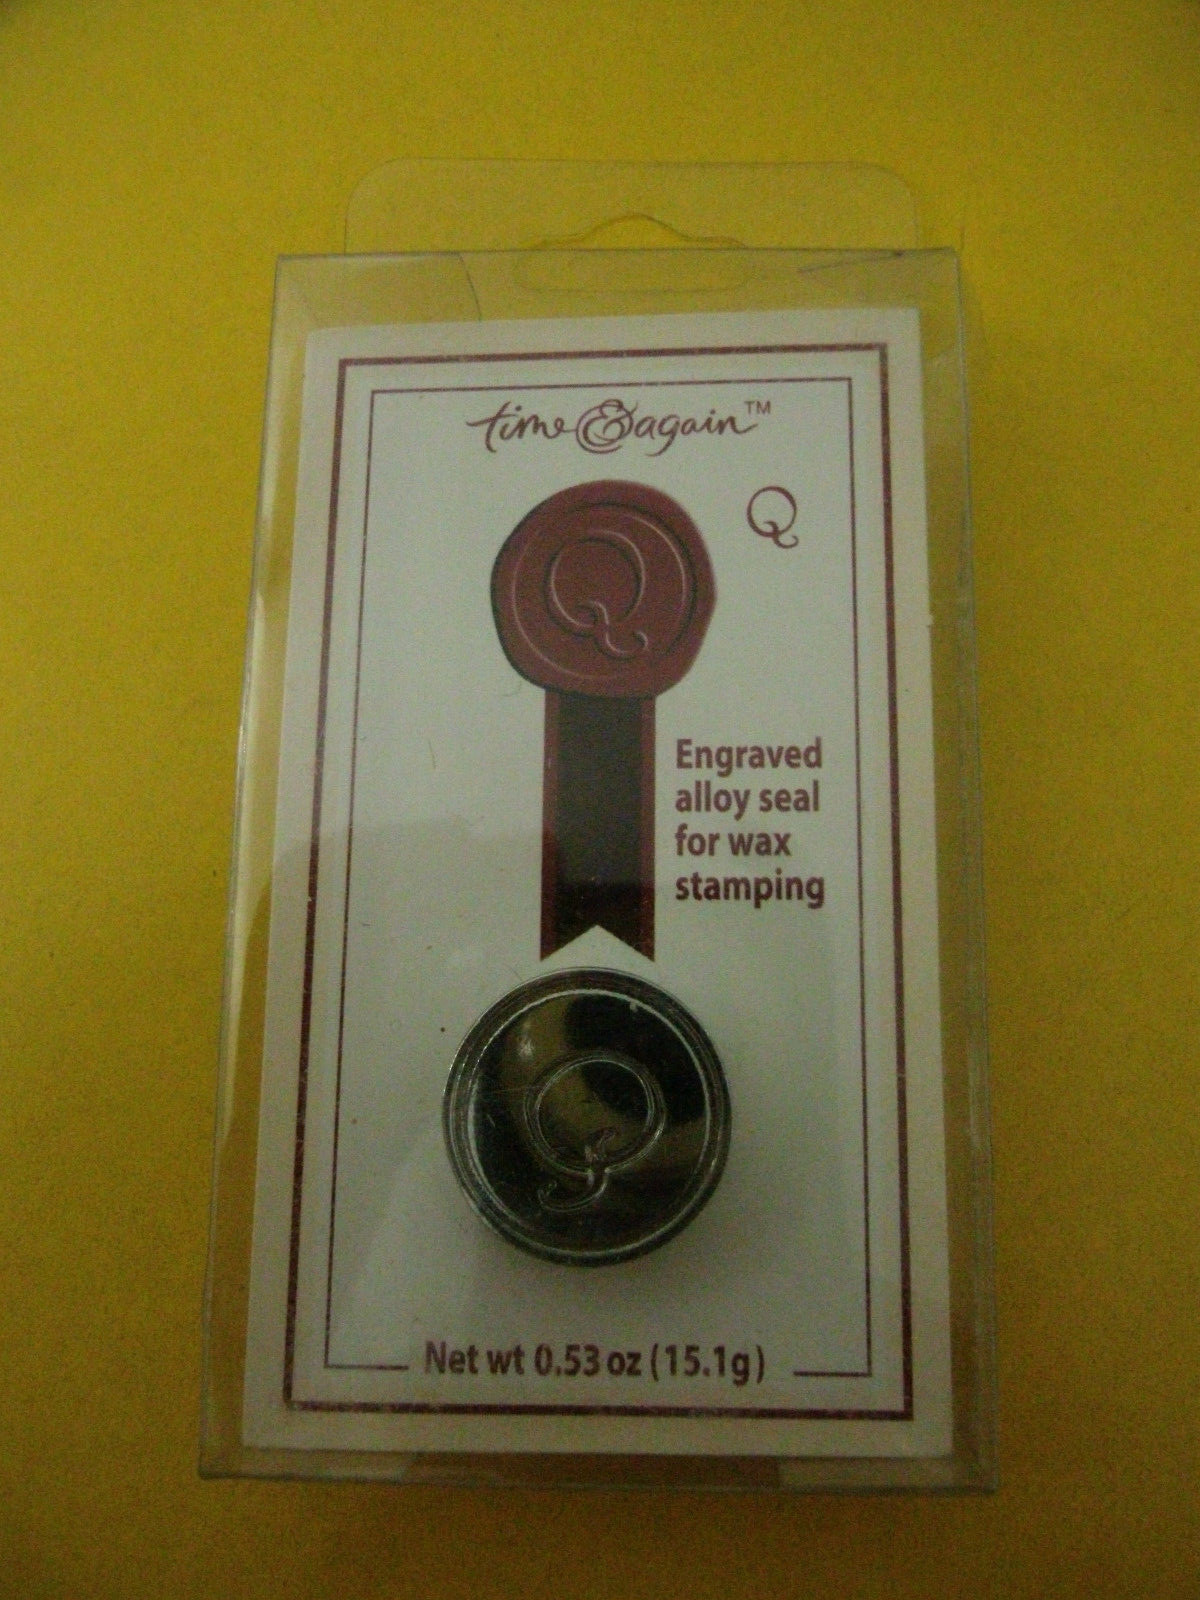 time & again™
Q
Q
Engraved
alloy seal
for wax
stamping
Q
Net wt 0.53 oz (15.1g)